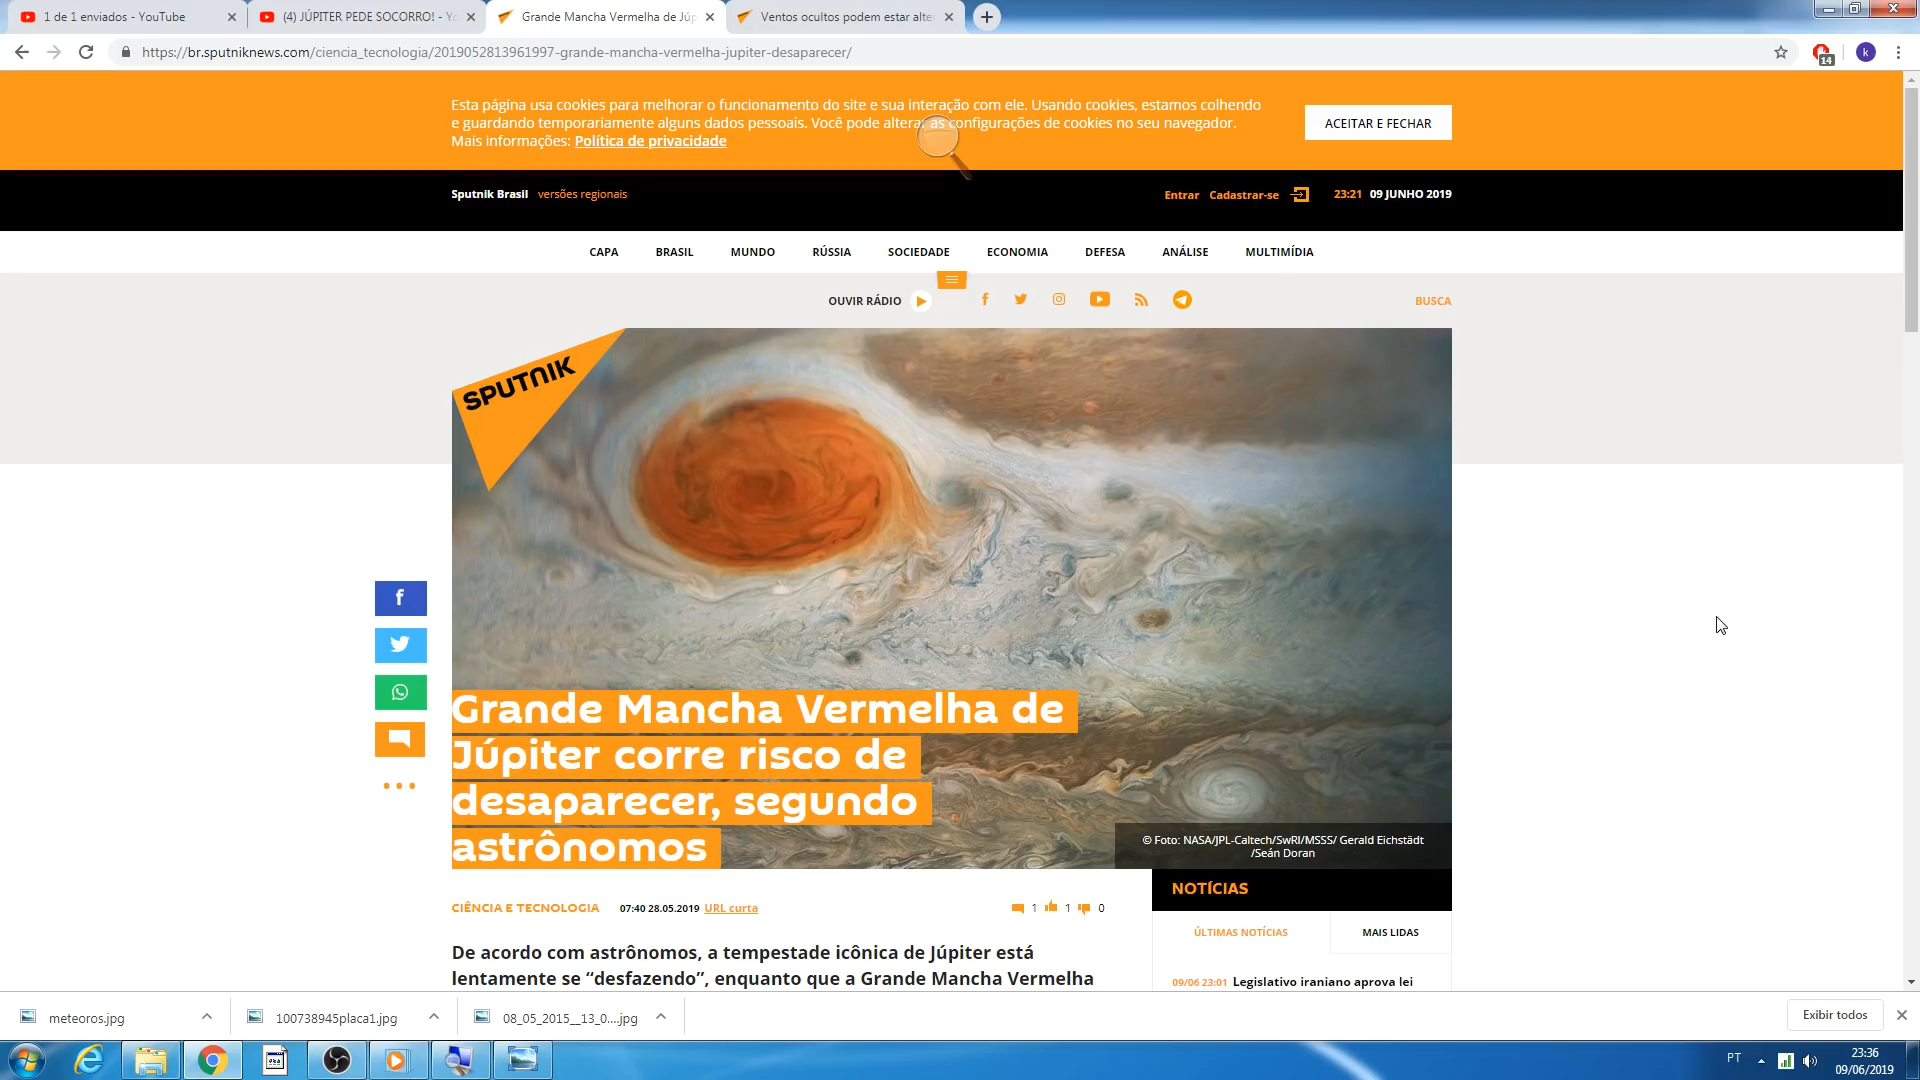 1 de 1 enviados - YouTube
(4) JÚPITER PEDE SOCORRO! - Yo
Grande Mancha Vermelha de Júp
Ventos ocultos podem estar alte
https://br.sputniknews.com/ciencia_tecnologia/2019052813961997-grande-mancha-vermelha-jupiter-desaparecer/
14
k
Esta página usa cookies para melhorar o funcionamento do site e sua interação com ele. Usando cookies, estamos colhendo
e guardando temporariamente alguns dados pessoais. Você pode alterar as configurações de cookies no seu navegador.
Mais informações: Política de privacidade
ACEITAR E FECHAR
Sputnik Brasil versões regionais
Entrar Cadastrar-se
23:21 09 JUNHO 2019
CAPA BRASIL MUNDO RÚSSIA SOCIEDADE ECONOMIA DEFESA ANÁLISE MULTIMÍDIA
OUVIR RÁDIO
BUSCA
SPUTNIK
Grande Mancha Vermelha de
Júpiter corre risco de
desaparecer, segundo
astrônomos
© Foto: NASA/JPL-Caltech/SwRI/MSSS/ Gerald Eichstädt
/Seán Doran
CIÊNCIA E TECNOLOGIA 07:40 28.05.2019 URL curta
1 1 0
De acordo com astrônomos, a tempestade icônica de Júpiter está
lentamente se “desfazendo”, enquanto que a Grande Mancha Vermelha
NOTÍCIAS
ÚLTIMAS NOTÍCIAS MAIS LIDAS
09/06 23:01 Legislativo iraniano aprova lei
meteoros.jpg
100738945placa1.jpg
08_05_2015__13_0....jpg
Exibir todos
PT
23:36
09/06/2019